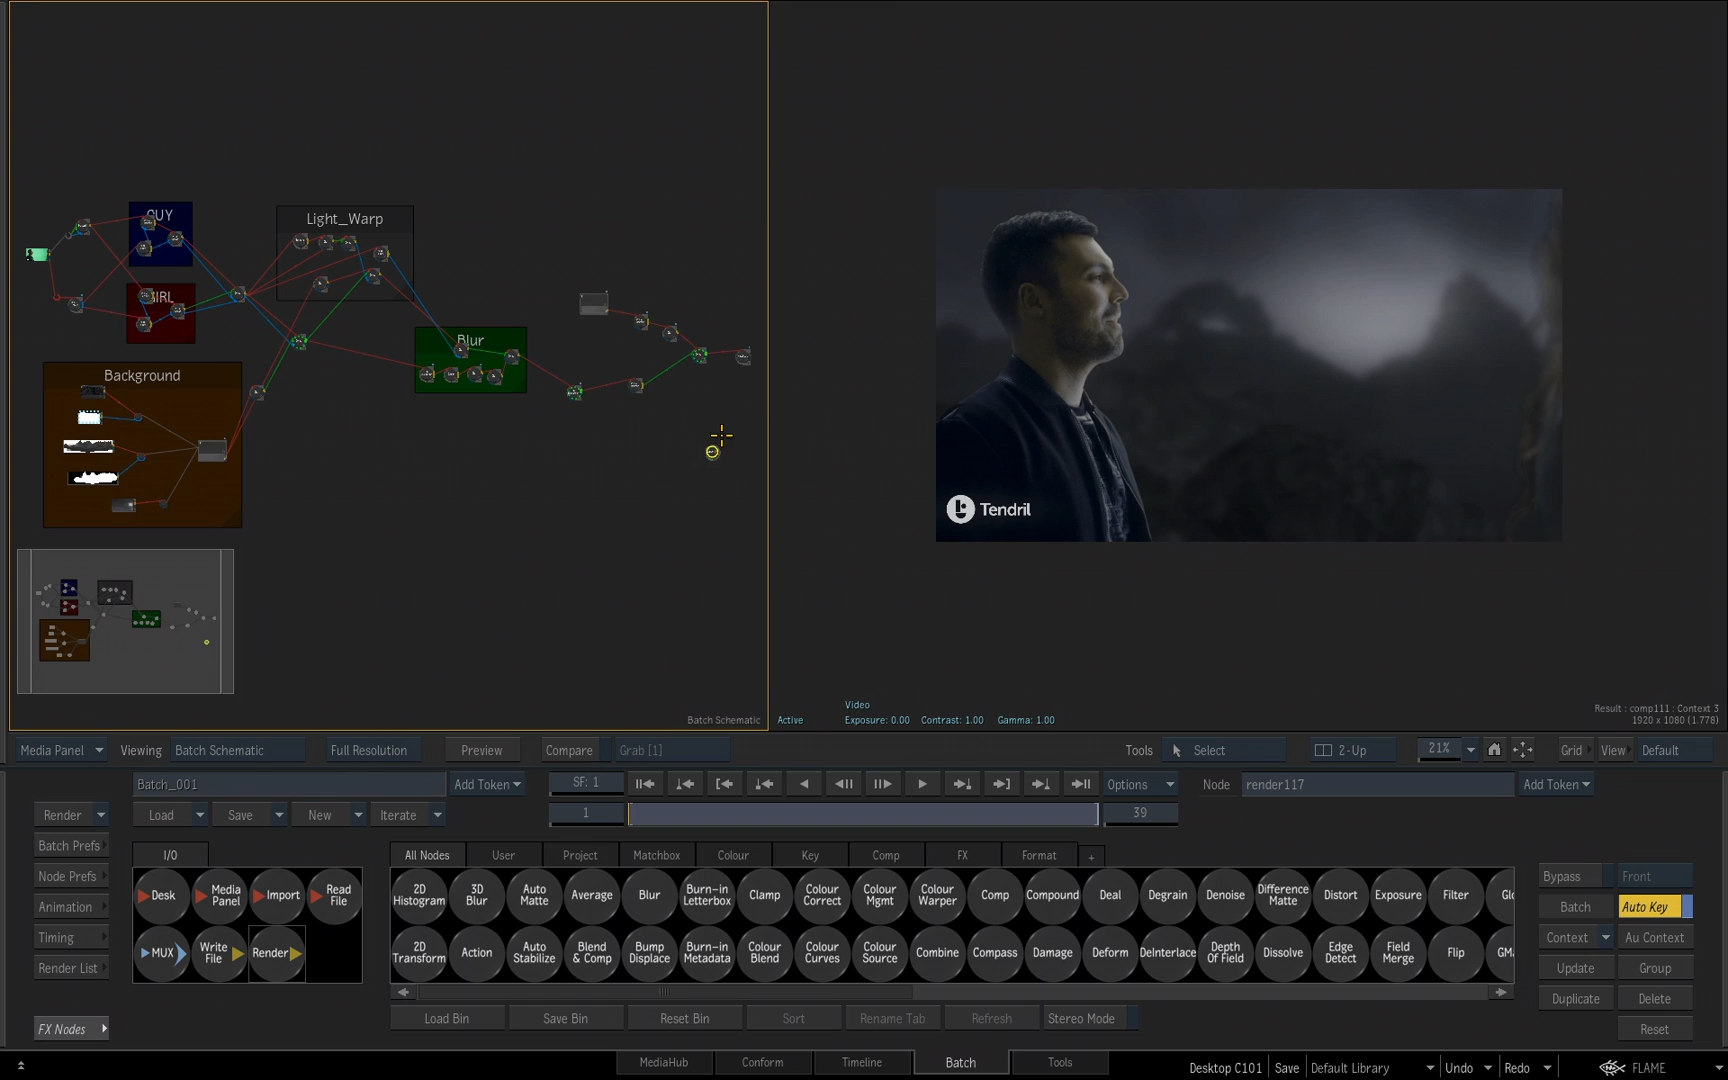 GUY
Light_Warp
IRL
Blur
Background
Tendril
Batch Schematic
Active
Video
Exposure: 0.00 Contrast: 1.00 Gamma: 1.00
Result : comp111 : Context 3
1920 x 1080 (1.778)
Media Panel Viewing Batch Schematic Full Resolution Preview Compare Grab [1] Tools Select 2-Up 21% Grid View Default
Batch_001 Add Token SF: 1 Options Node render117 Add Token
Render Load Save New Iterate 1 39
Batch Prefs
Node Prefs
Animation
Timing
Render List
FX Nodes
I/O
Desk Media Panel Import Read File
MUX Write File Render
All Nodes User Project Matchbox Colour Key Comp FX Format +
2D Histogram 3D Blur Auto Matte Average Blur Burn-in Letterbox Clamp Colour Correct Colour Mgmt Colour Warper Comp Compound Deal Degrain Denoise Difference Matte Distort Exposure Filter Glo
2D Transform Action Auto Stabilize Blend & Comp Bump Displace Burn-in Metadata Colour Blend Colour Curves Colour Source Combine Compass Damage Deform DeInterlace Depth Of Field Dissolve Edge Detect Field Merge Flip GMa
Load Bin Save Bin Reset Bin Sort Rename Tab Refresh Stereo Mode
Bypass Front
Batch Auto Key
Context Au Context
Update Group
Duplicate Delete
Reset
MediaHub Conform Timeline Batch Tools
Desktop C101 Save Default Library Undo Redo FLAME